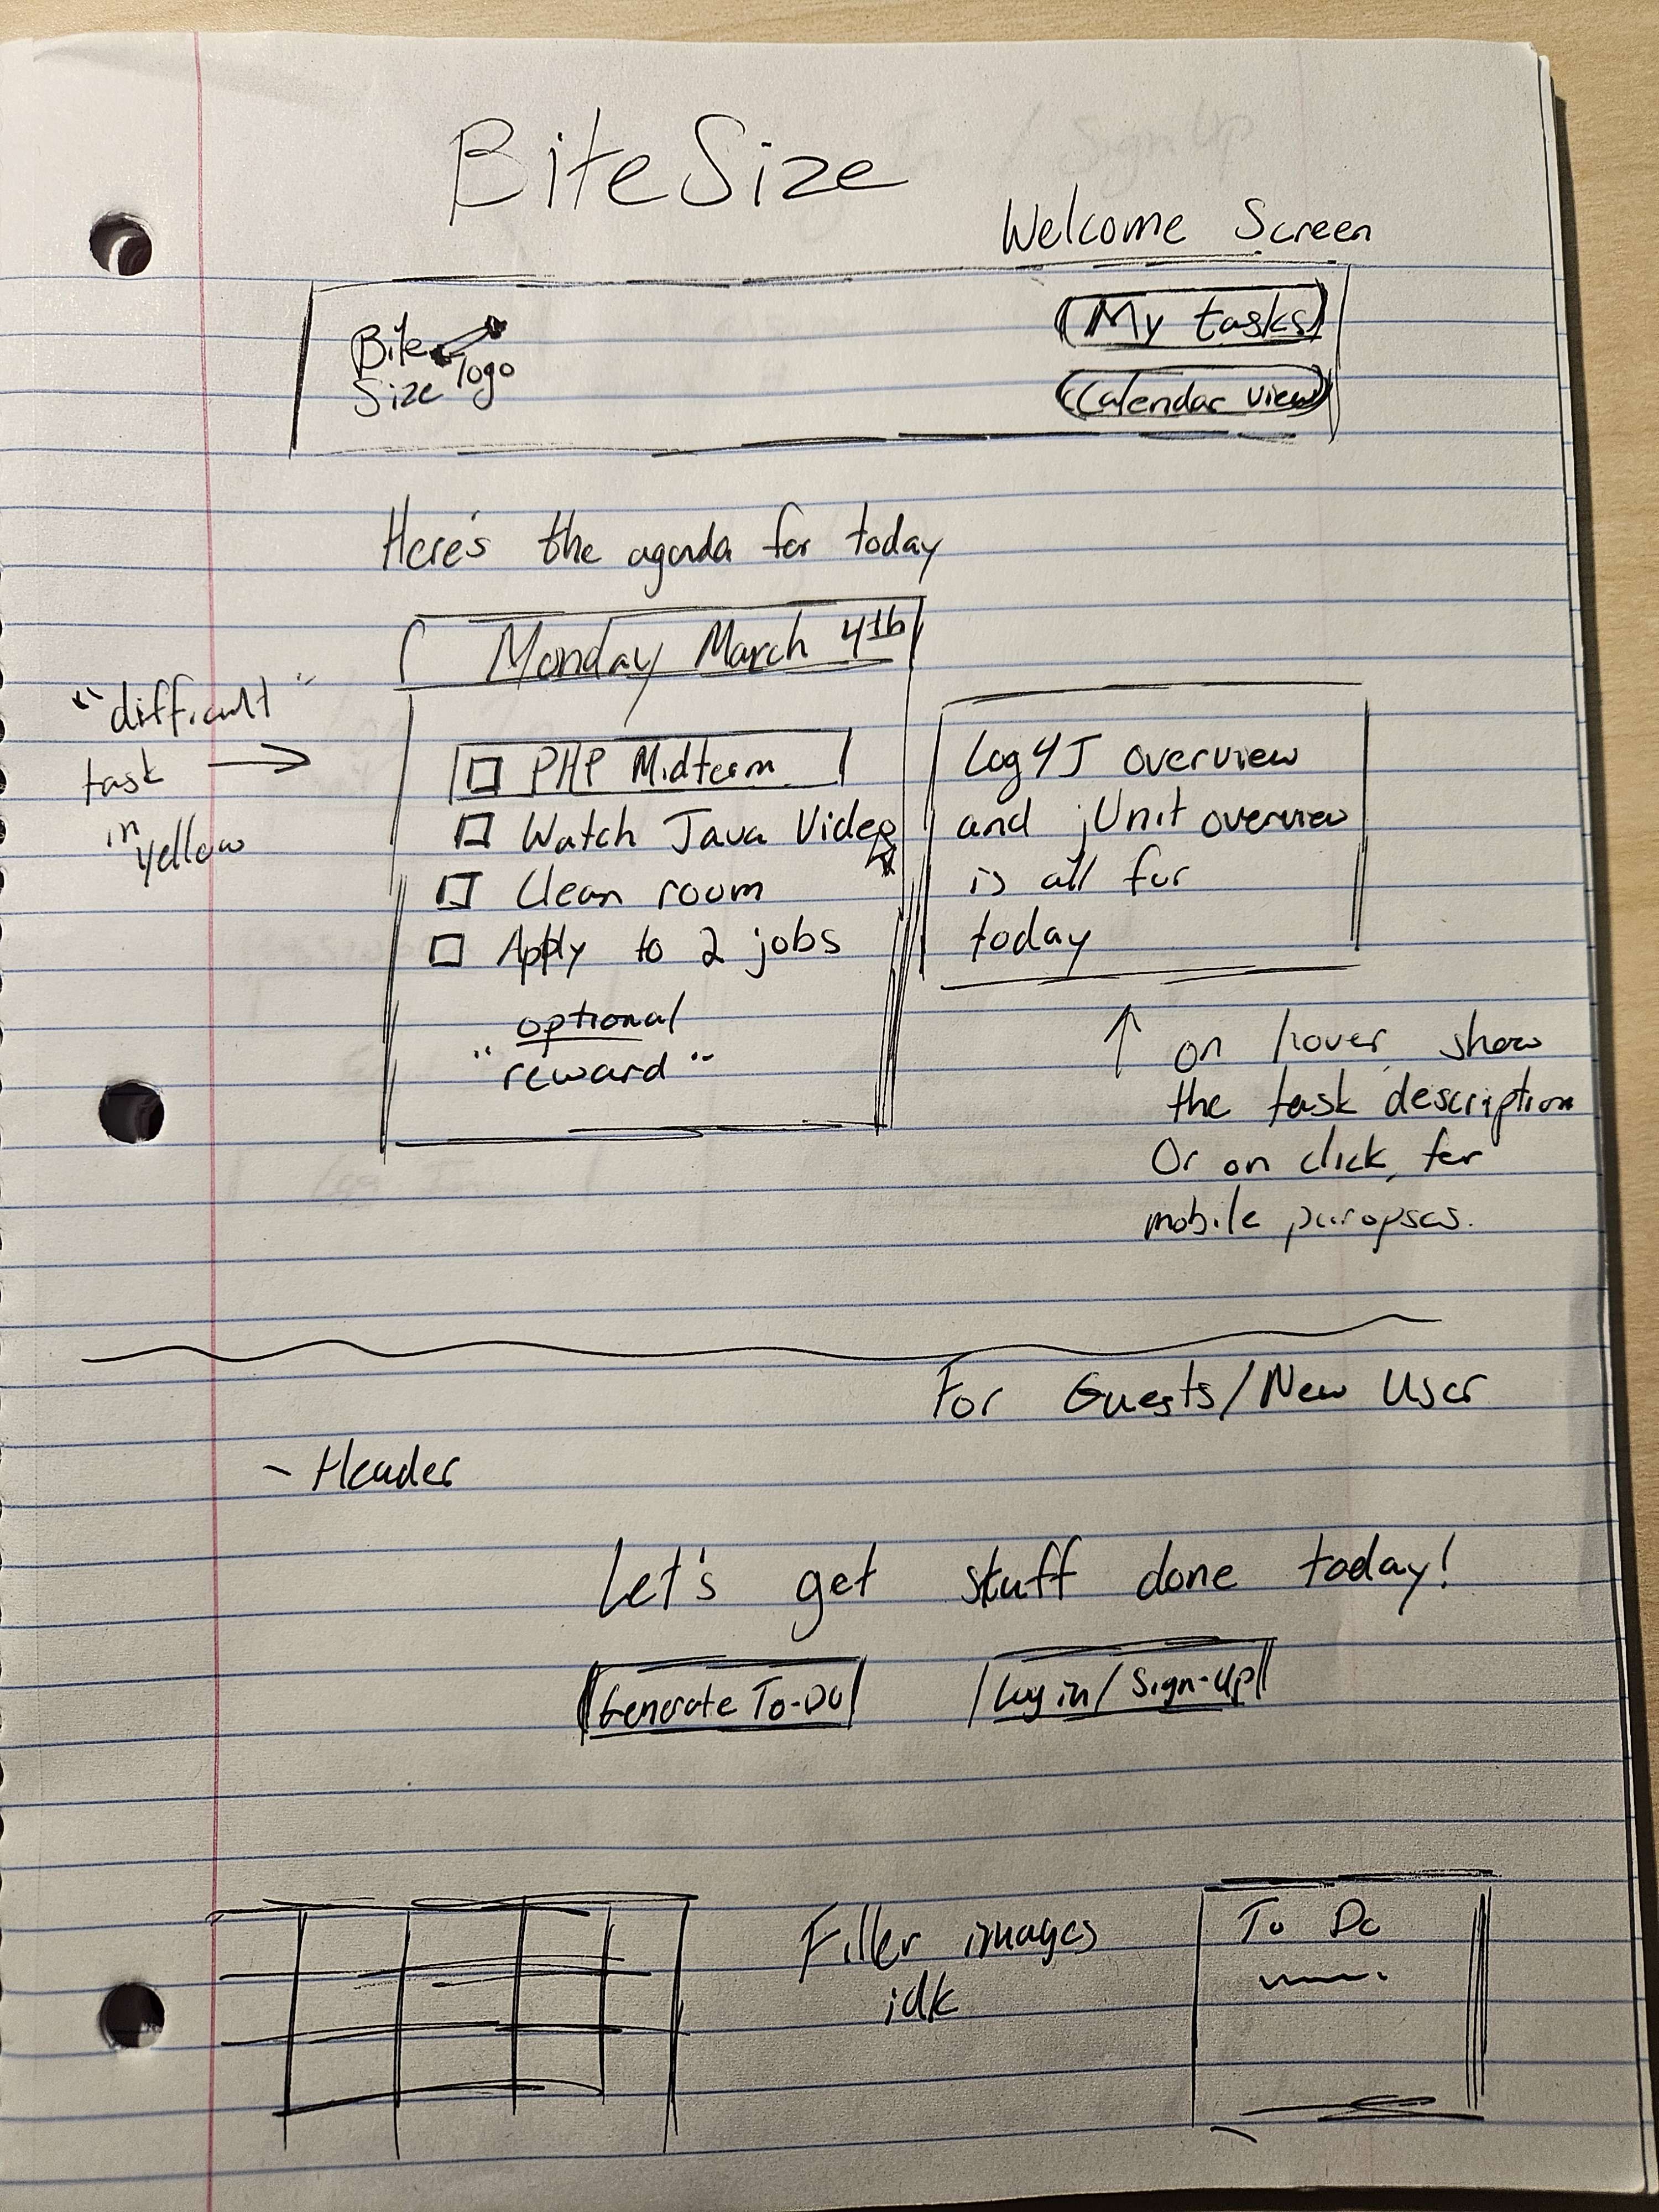 BiteSize
Welcome Screen
Bite
Size logo
My tasks
Calendar view
Here's the agenda for today
Monday March 4th
"difficult"
task
in
yellow
PHP Midterm
Watch Java Video
Clean room
Apply to 2 jobs
optional
"reward"
Log4J overview
and jUnit overview
is all for
today
on hover, show
the task description
Or on click, for
mobile puropses.
For Guests/New User
- Header
Let's get stuff done today!
Generate To-Do
Log in/Sign-Up
Filler images
idk
To Do